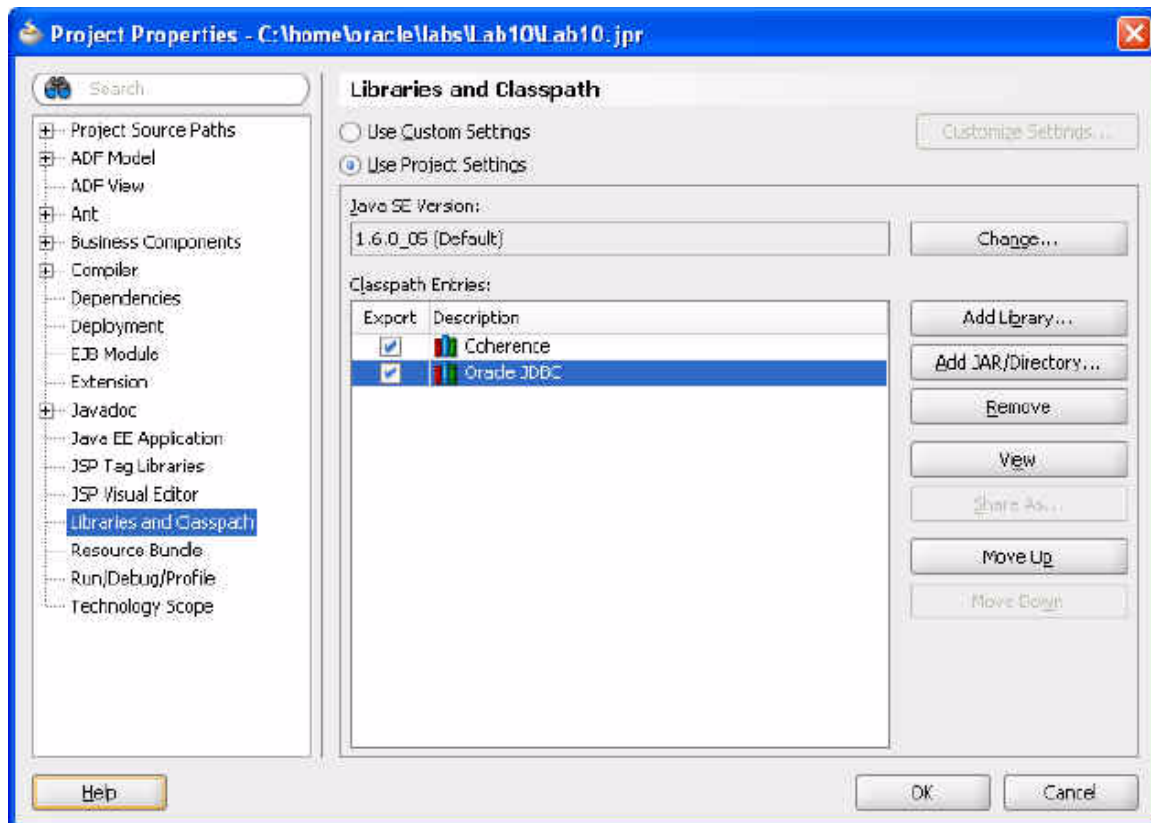 Project Properties - C:\home\oracle\labs\Lab10\Lab10.jpr
Search
Project Source Paths
ADF Model
ADF View
Ant
Business Components
Compiler
Dependencies
Deployment
EJB Module
Extension
Javadoc
Java EE Application
JSP Tag Libraries
JSP Visual Editor
Libraries and Classpath
Resource Bundle
Run/Debug/Profile
Technology Scope
Libraries and Classpath
Use Custom Settings
Customize Settings...
Use Project Settings
Java SE Version:
1.6.0_05 (Default)
Change...
Classpath Entries:
Export Description
Coherence
Oracle JDBC
Add Library...
Add JAR/Directory...
Remove
View
Share As...
Move Up
Move Down
Help
OK
Cancel